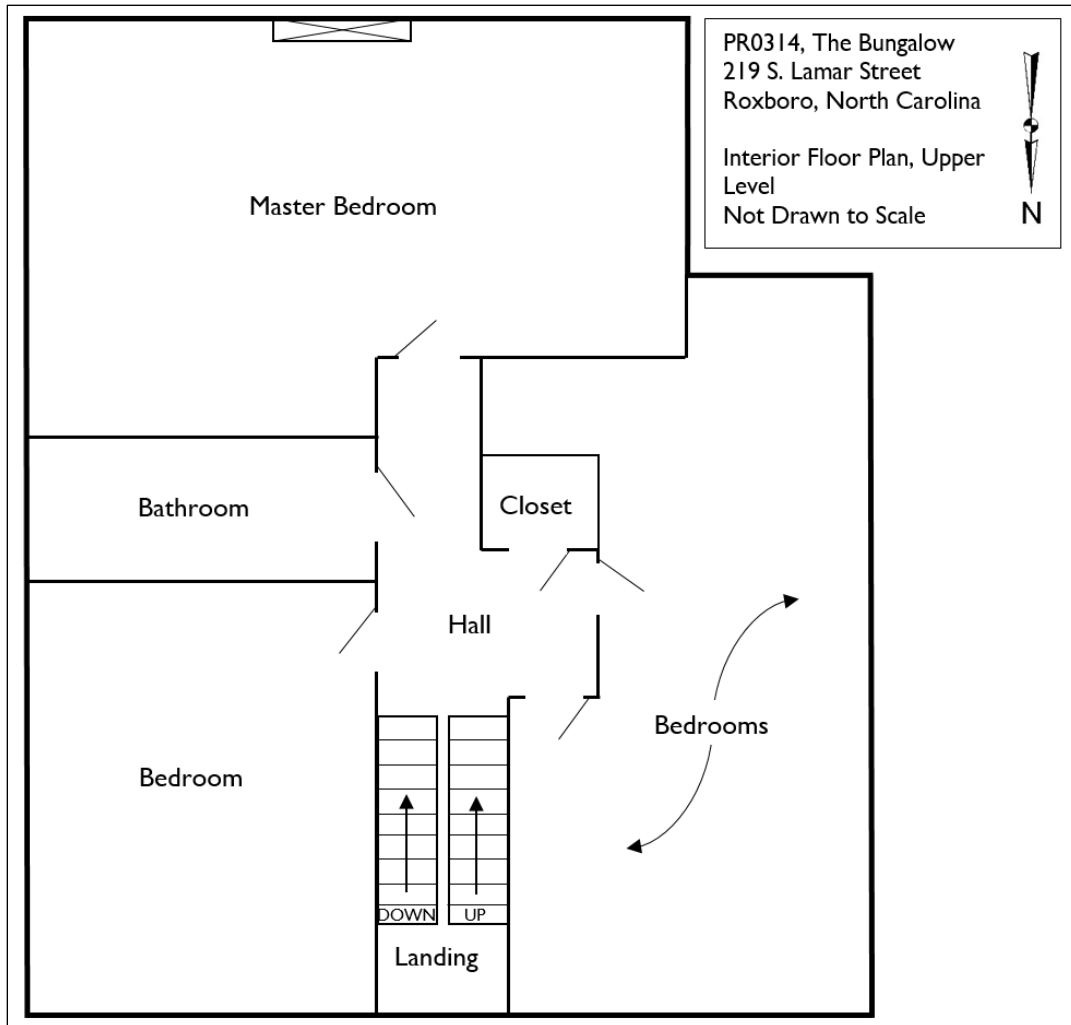 PR0314, The Bungalow
219 S. Lamar Street
Roxboro, North Carolina
Interior Floor Plan, Upper
Level
Not Drawn to Scale
N
Master Bedroom
Bathroom
Closet
Hall
Bedrooms
Bedroom
DOWN
UP
Landing